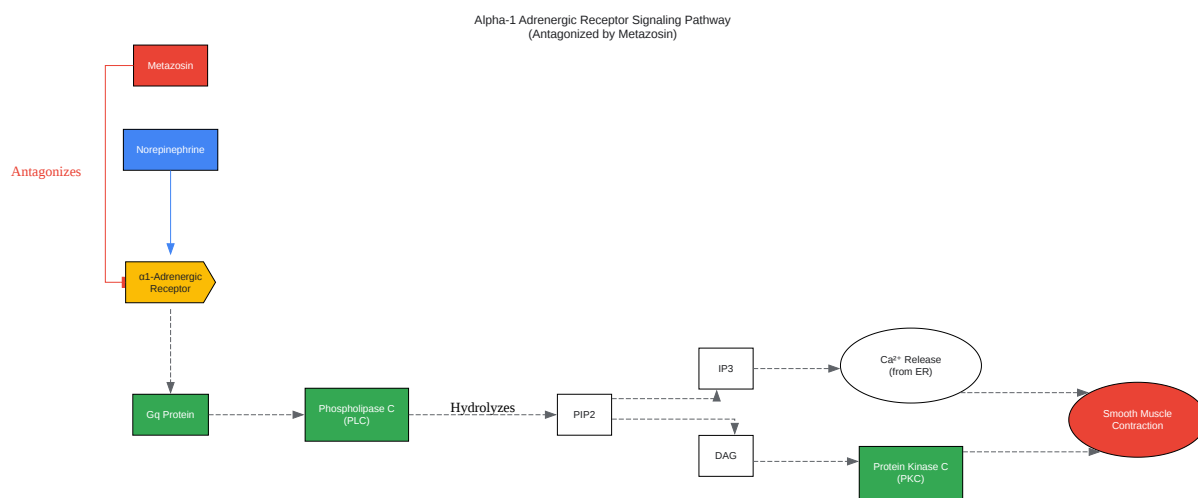 Alpha-1 Adrenergic Receptor Signaling Pathway
(Antagonized by Metazosin)
Metazosin
Norepinephrine
Antagonizes
α1-Adrenergic
Receptor
Gq Protein
Phospholipase C
(PLC)
Hydrolyzes
PIP2
IP3
DAG
Ca²⁺ Release
(from ER)
Protein Kinase C
(PKC)
Smooth Muscle
Contraction